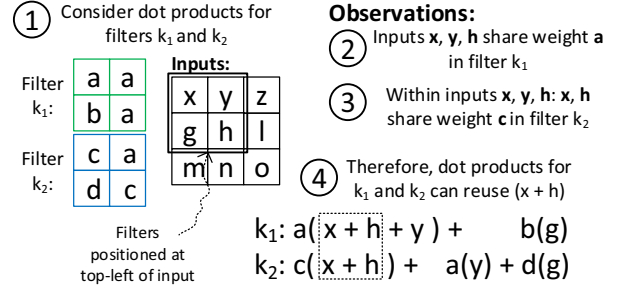 1 Consider dot products for
filters k₁ and k₂
Filter
k₁:
a a
b a
Filter
k₂:
c a
d c
Inputs:
x y z
g h l
m n o
Filters
positioned at
top-left of input
Observations:
2 Inputs x, y, h share weight a
in filter k₁
3 Within inputs x, y, h: x, h
share weight c in filter k₂
4 Therefore, dot products for
k₁ and k₂ can reuse (x + h)
k₁: a( x + h + y ) + b(g)
k₂: c( x + h ) + a(y) + d(g)